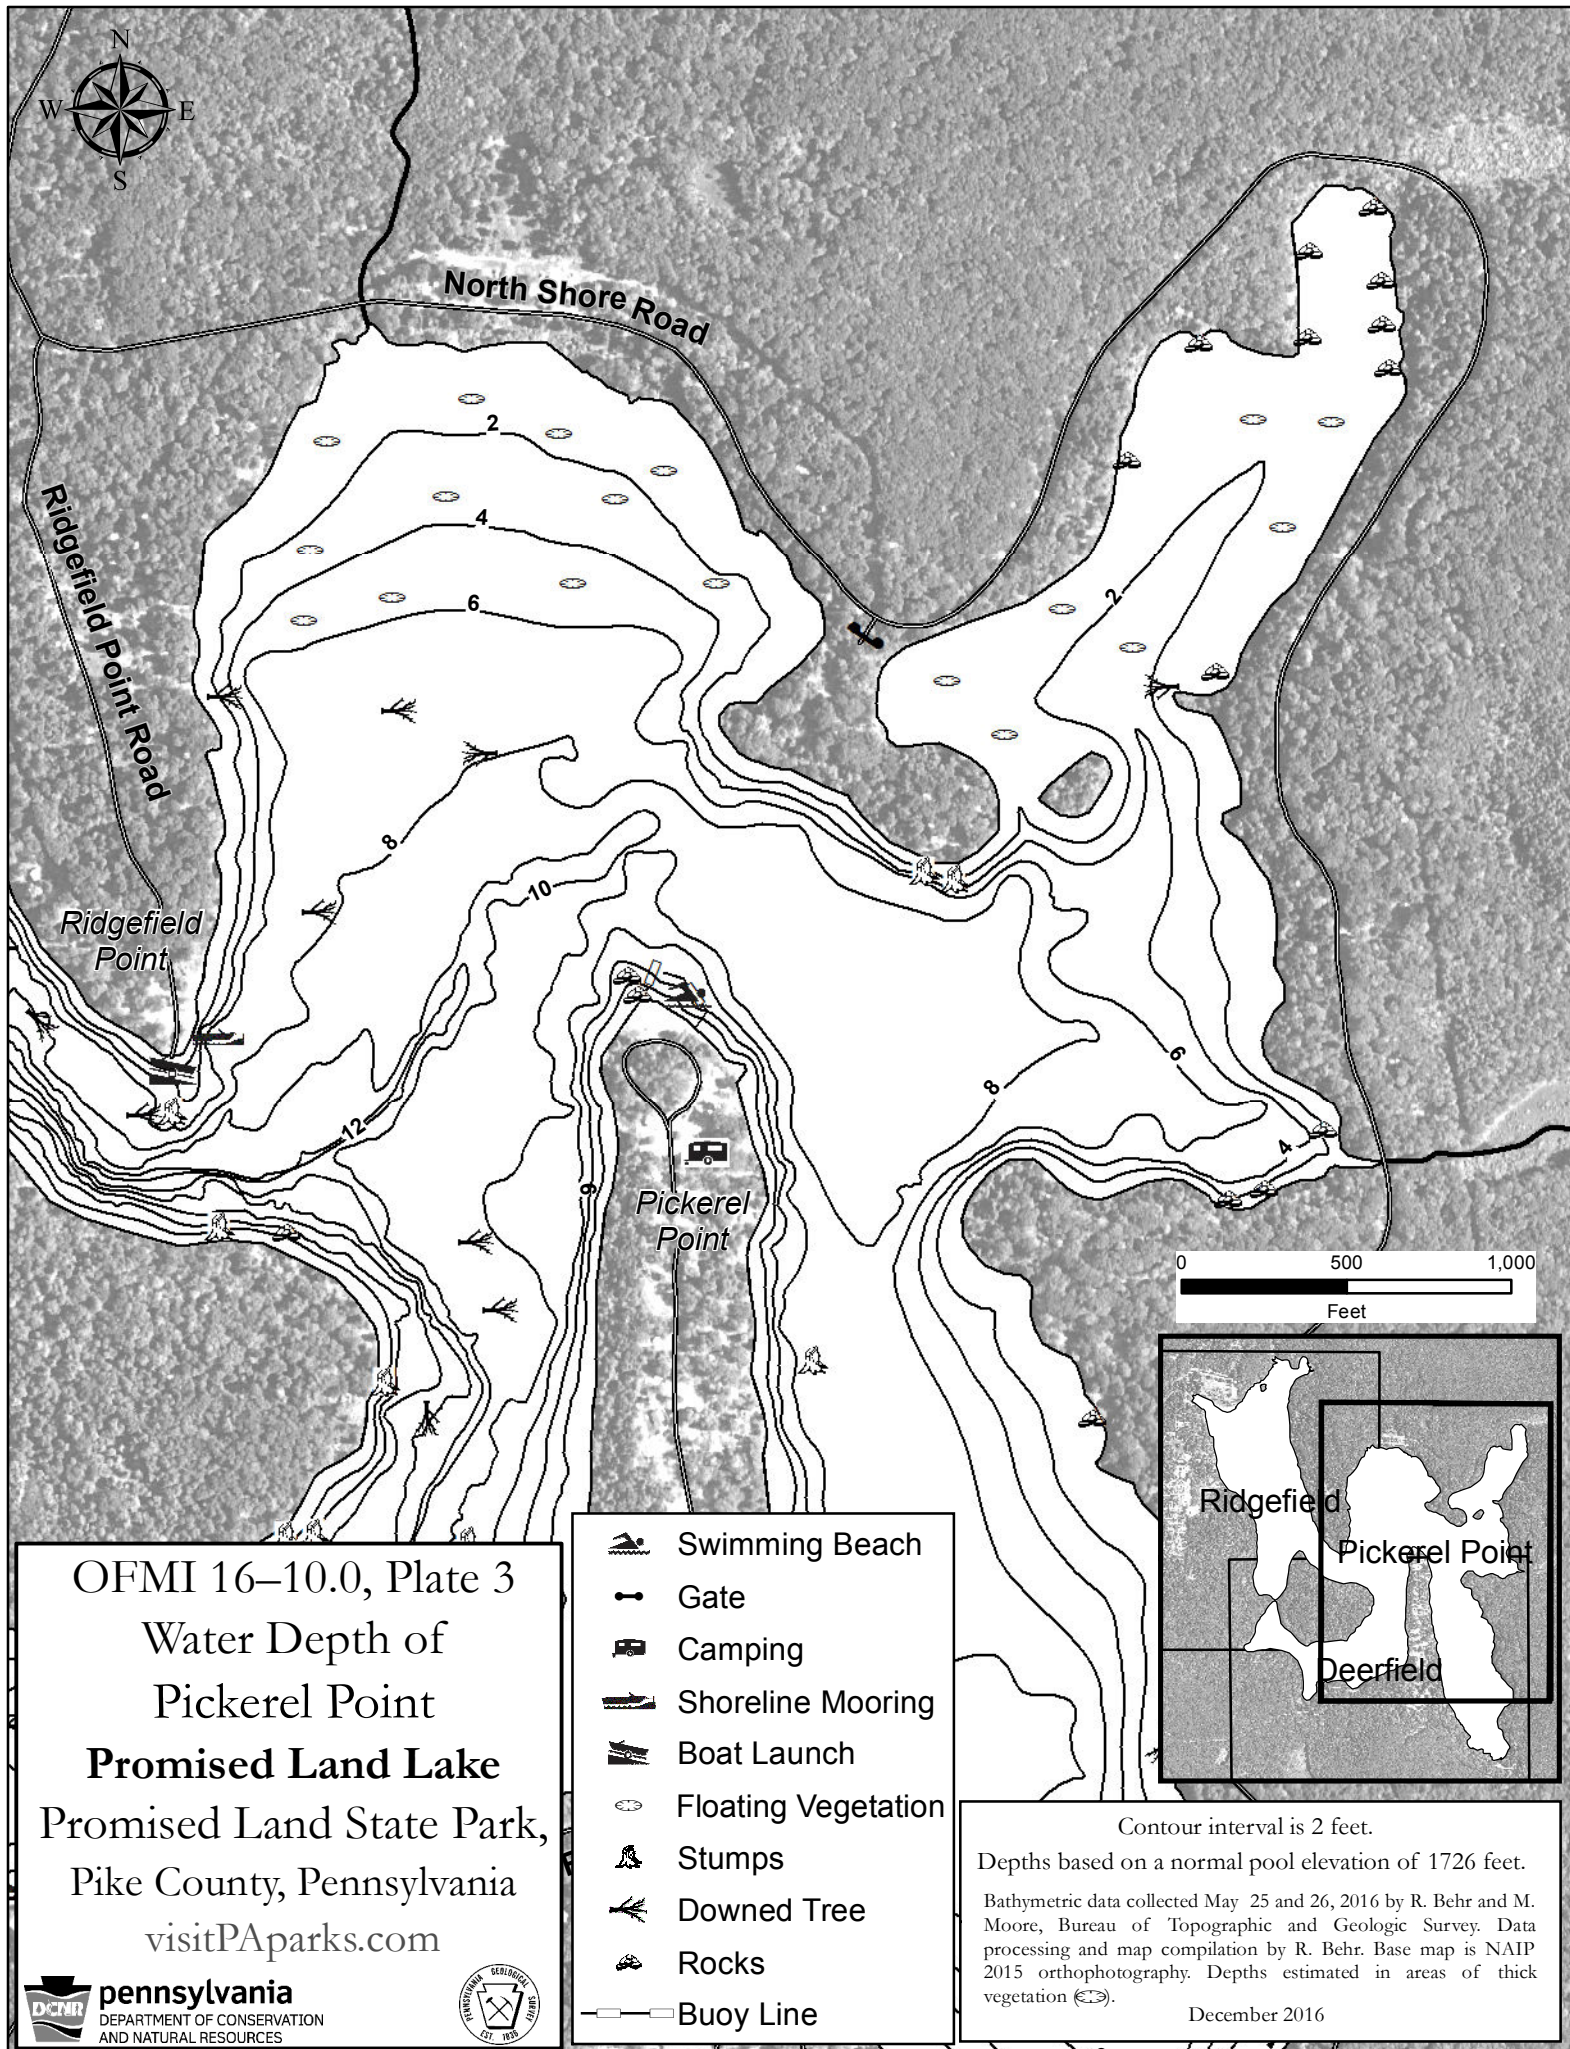 N
W E
S
North Shore Road
2
Ridgefield Point Road
4
6
2
8
10
Ridgefield
Point
6
8
12
4
6
Pickerel
Point
0 500 1,000
Feet
Ridgefield
Pickerel Point
Deerfield
OFMI 16–10.0, Plate 3
Water Depth of
Pickerel Point
Promised Land Lake
Promised Land State Park,
Pike County, Pennsylvania
visitPAparks.com
DCNR
pennsylvania
DEPARTMENT OF CONSERVATION
AND NATURAL RESOURCES
PENNSYLVANIA GEOLOGICAL SURVEY
EST. 1836
Swimming Beach
Gate
Camping
Shoreline Mooring
Boat Launch
Floating Vegetation
Stumps
Downed Tree
Rocks
Buoy Line
Contour interval is 2 feet.
Depths based on a normal pool elevation of 1726 feet.
Bathymetric data collected May 25 and 26, 2016 by R. Behr and M.
Moore, Bureau of Topographic and Geologic Survey. Data
processing and map compilation by R. Behr. Base map is NAIP
2015 orthophotography. Depths estimated in areas of thick
vegetation ( ).
December 2016